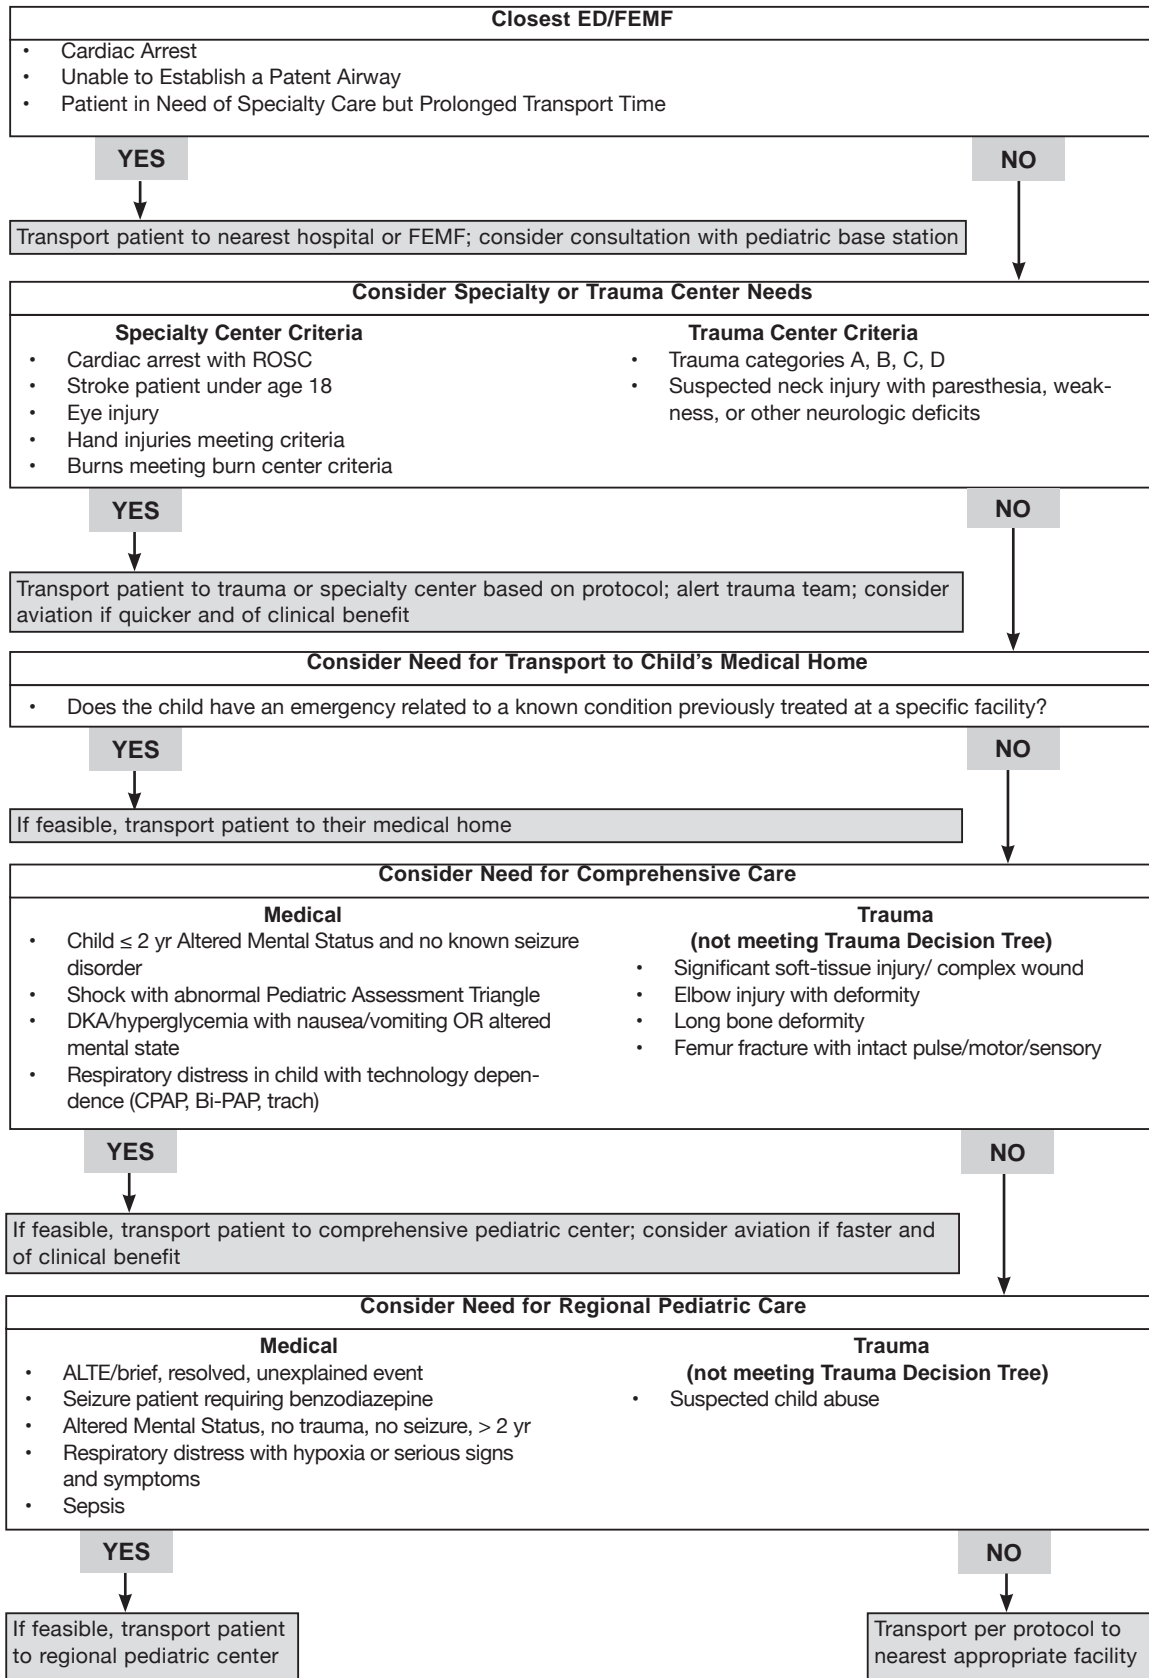 Closest ED/FEMF
• Cardiac Arrest
• Unable to Establish a Patent Airway
• Patient in Need of Specialty Care but Prolonged Transport Time
YES
NO
Transport patient to nearest hospital or FEMF; consider consultation with pediatric base station
Consider Specialty or Trauma Center Needs
Specialty Center Criteria
• Cardiac arrest with ROSC
• Stroke patient under age 18
• Eye injury
• Hand injuries meeting criteria
• Burns meeting burn center criteria
Trauma Center Criteria
• Trauma categories A, B, C, D
• Suspected neck injury with paresthesia, weak-
ness, or other neurologic deficits
YES
NO
Transport patient to trauma or specialty center based on protocol; alert trauma team; consider
aviation if quicker and of clinical benefit
Consider Need for Transport to Child's Medical Home
• Does the child have an emergency related to a known condition previously treated at a specific facility?
YES
NO
If feasible, transport patient to their medical home
Consider Need for Comprehensive Care
Medical
• Child ≤ 2 yr Altered Mental Status and no known seizure
disorder
• Shock with abnormal Pediatric Assessment Triangle
• DKA/hyperglycemia with nausea/vomiting OR altered
mental state
• Respiratory distress in child with technology depen-
dence (CPAP, Bi-PAP, trach)
Trauma
(not meeting Trauma Decision Tree)
• Significant soft-tissue injury/ complex wound
• Elbow injury with deformity
• Long bone deformity
• Femur fracture with intact pulse/motor/sensory
YES
NO
If feasible, transport patient to comprehensive pediatric center; consider aviation if faster and
of clinical benefit
Consider Need for Regional Pediatric Care
Medical
• ALTE/brief, resolved, unexplained event
• Seizure patient requiring benzodiazepine
• Altered Mental Status, no trauma, no seizure, > 2 yr
• Respiratory distress with hypoxia or serious signs
and symptoms
• Sepsis
Trauma
(not meeting Trauma Decision Tree)
• Suspected child abuse
YES
NO
If feasible, transport patient
to regional pediatric center
Transport per protocol to
nearest appropriate facility